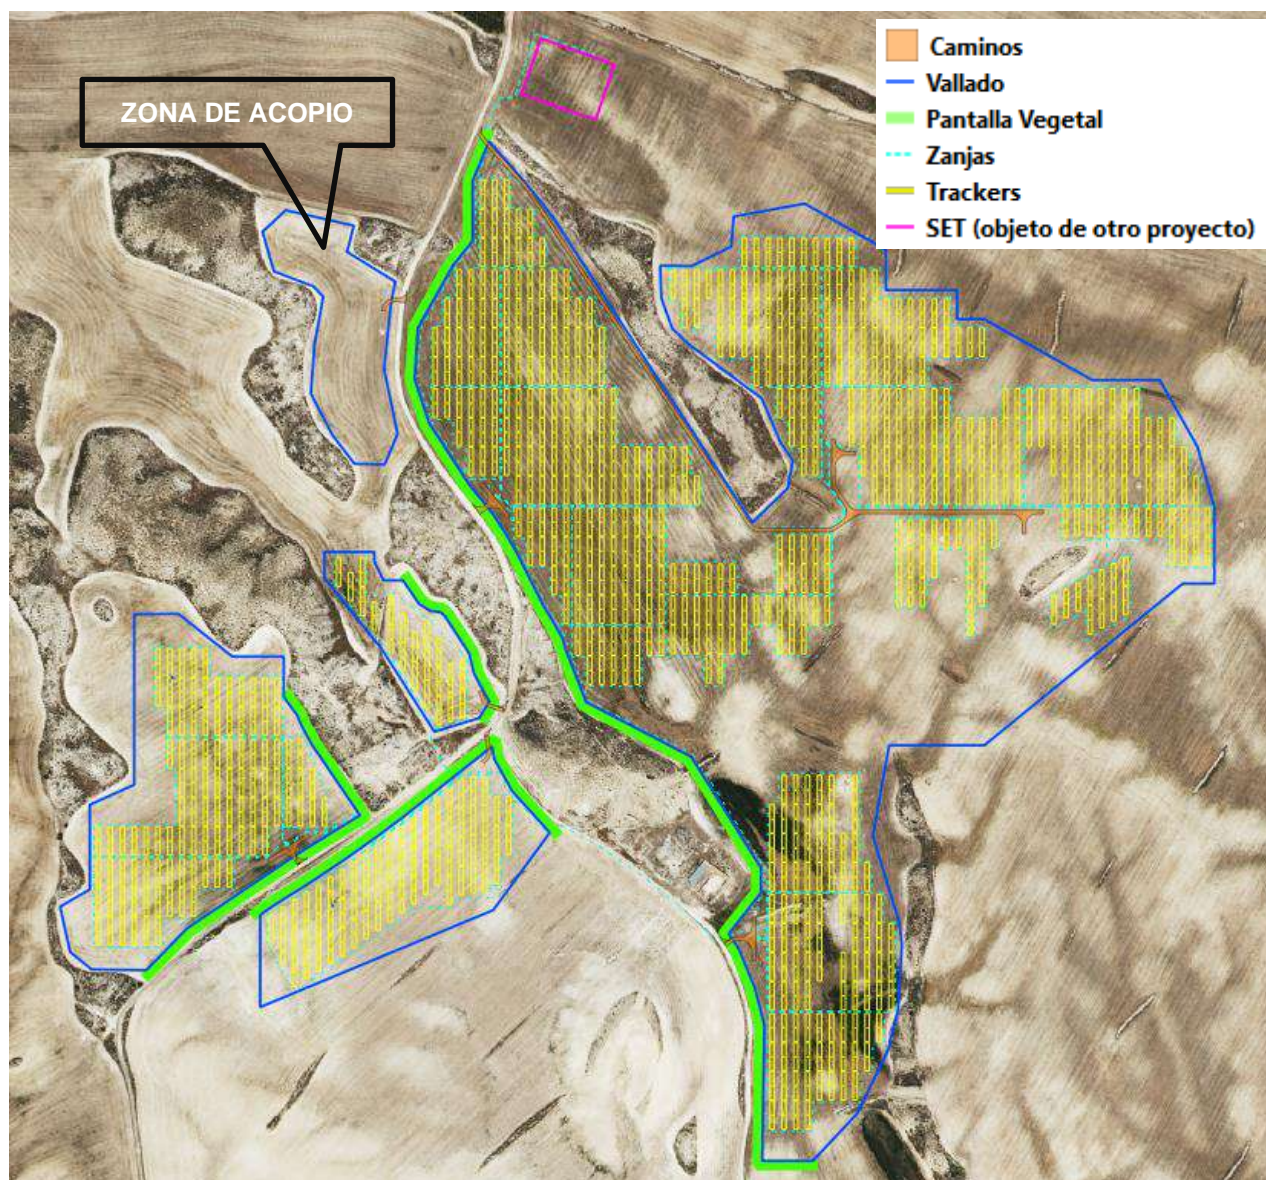 ZONA DE ACOPIO
Caminos
Vallado
Pantalla Vegetal
Zanjas
Trackers
SET (objeto de otro proyecto)